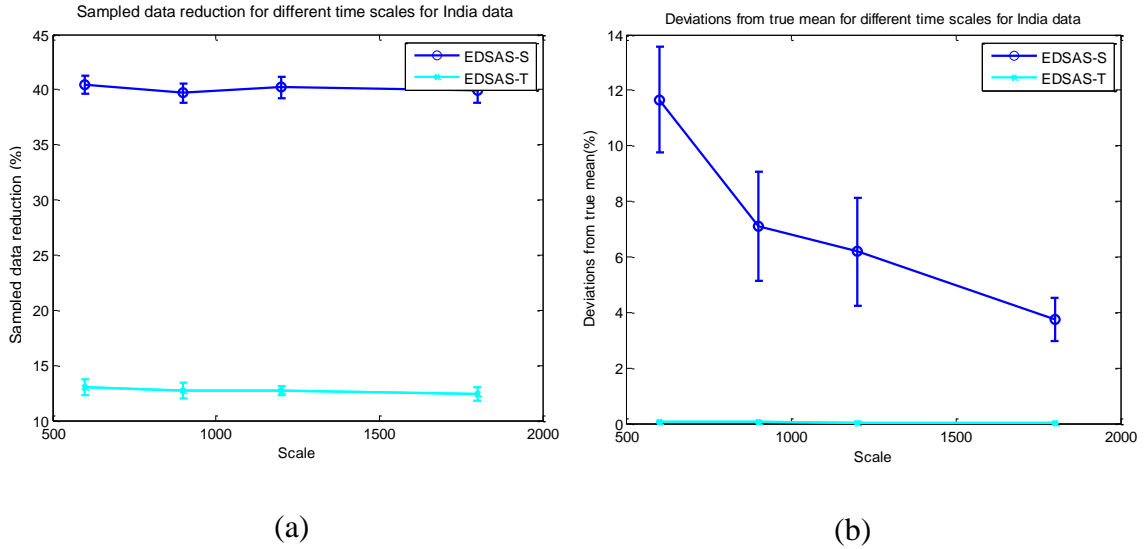 Sampled data reduction for different time scales for India data
45
40
35
30
25
20
15
10
Sampled data reduction (%)
EDSAS-S
EDSAS-T
500
1000
1500
2000
Scale
(a)
Deviations from true mean for different time scales for India data
14
12
10
8
6
4
2
0
Deviations from true mean(%)
EDSAS-S
EDSAS-T
500
1000
1500
2000
Scale
(b)